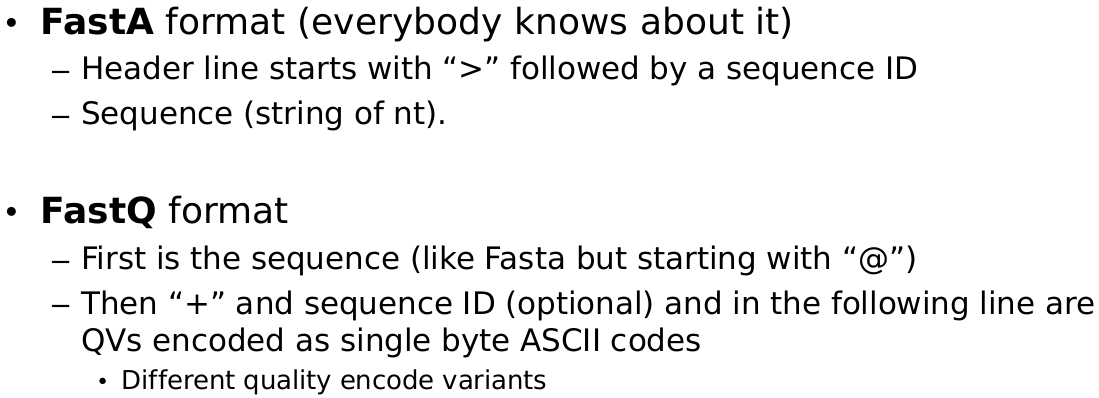 • FastA format (everybody knows about it)
– Header line starts with “>” followed by a sequence ID
– Sequence (string of nt).
• FastQ format
– First is the sequence (like Fasta but starting with “@”)
– Then “+” and sequence ID (optional) and in the following line are
QVs encoded as single byte ASCII codes
• Different quality encode variants